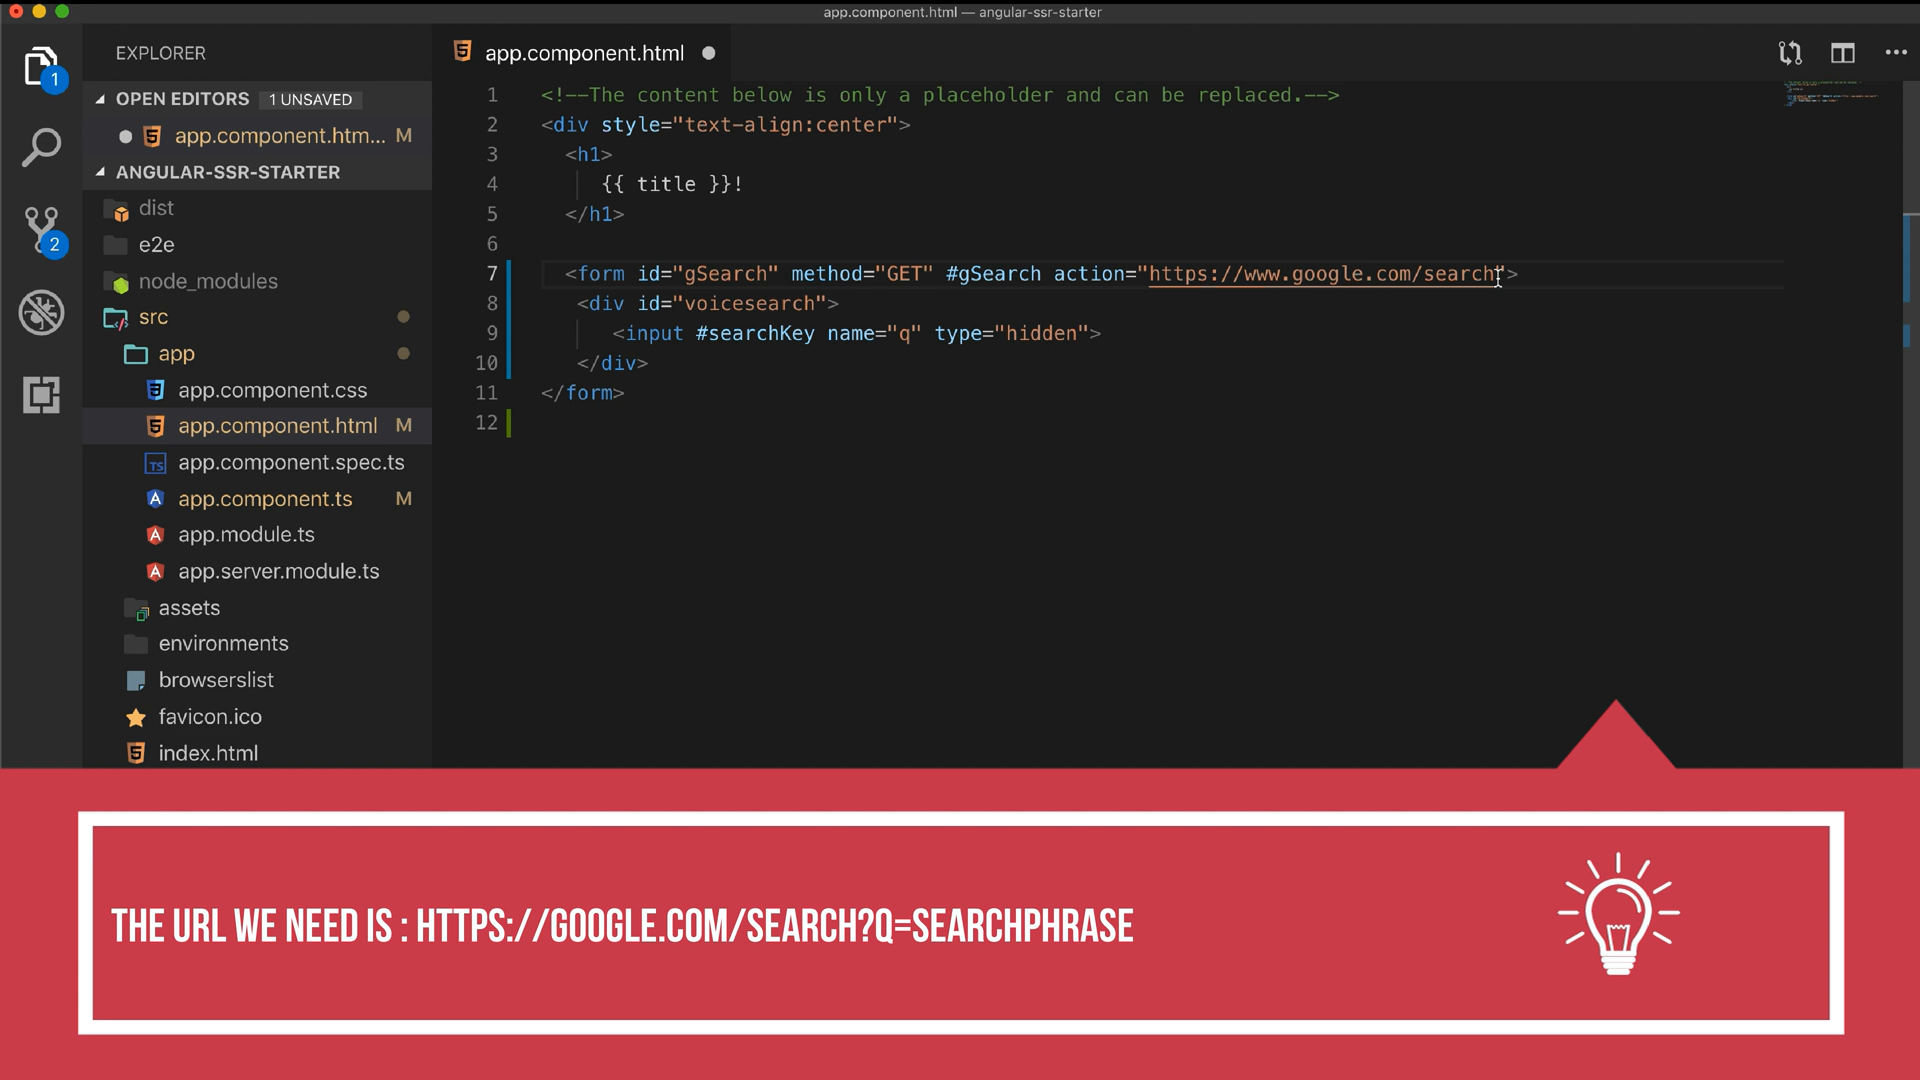 app.component.html — angular-ssr-starter
EXPLORER
OPEN EDITORS 1 UNSAVED
app.component.htm... M
ANGULAR-SSR-STARTER
dist
e2e
node_modules
src
app
app.component.css
app.component.html M
app.component.spec.ts
app.component.ts M
app.module.ts
app.server.module.ts
assets
environments
browserslist
favicon.ico
index.html
1
2
app.component.html
1 <!--The content below is only a placeholder and can be replaced.-->
2 <div style="text-align:center">
3 <h1>
4 {{ title }}!
5 </h1>
6
7 <form id="gSearch" method="GET" #gSearch action="https://www.google.com/search">
8 <div id="voicesearch">
9 <input #searchKey name="q" type="hidden">
10 </div>
11 </form>
12
THE URL WE NEED IS : HTTPS://GOOGLE.COM/SEARCH?Q=SEARCHPHRASE